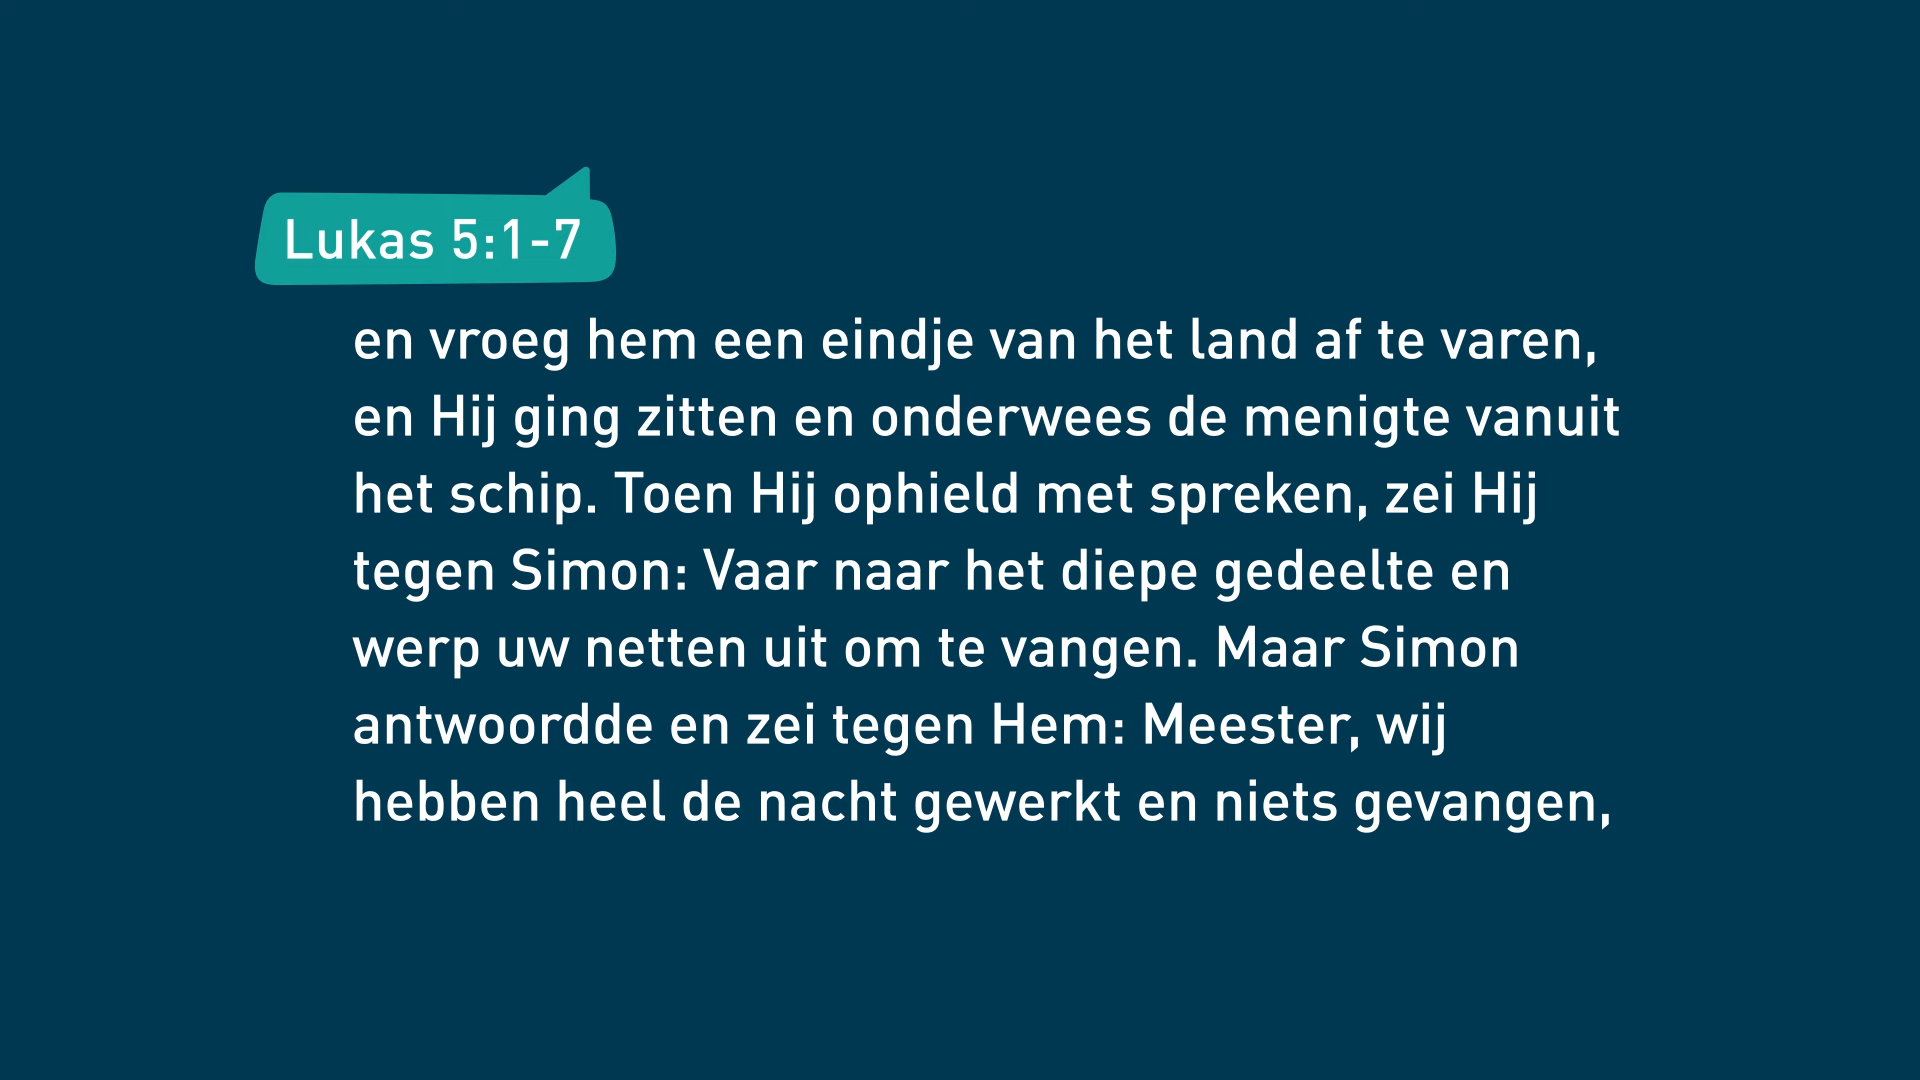 Lukas 5:1-7
en vroeg hem een eindje van het land af te varen,
en Hij ging zitten en onderwees de menigte vanuit
het schip. Toen Hij ophield met spreken, zei Hij
tegen Simon: Vaar naar het diepe gedeelte en
werp uw netten uit om te vangen. Maar Simon
antwoordde en zei tegen Hem: Meester, wij
hebben heel de nacht gewerkt en niets gevangen,